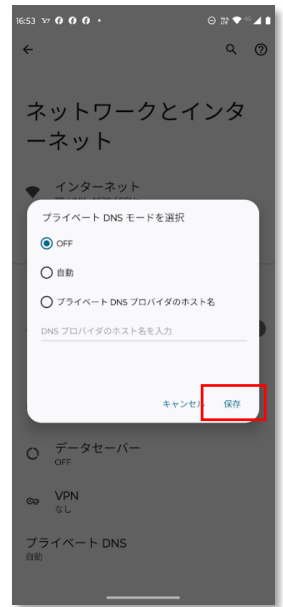 16:53
ネットワークとインタ
ーネット
インターネット
プライベート DNS モードを選択
OFF
自動
プライベート DNS プロバイダのホスト名
DNS プロバイダのホスト名を入力
キャンセル 保存
データセーバー
OFF
VPN
なし
プライベート DNS
自動